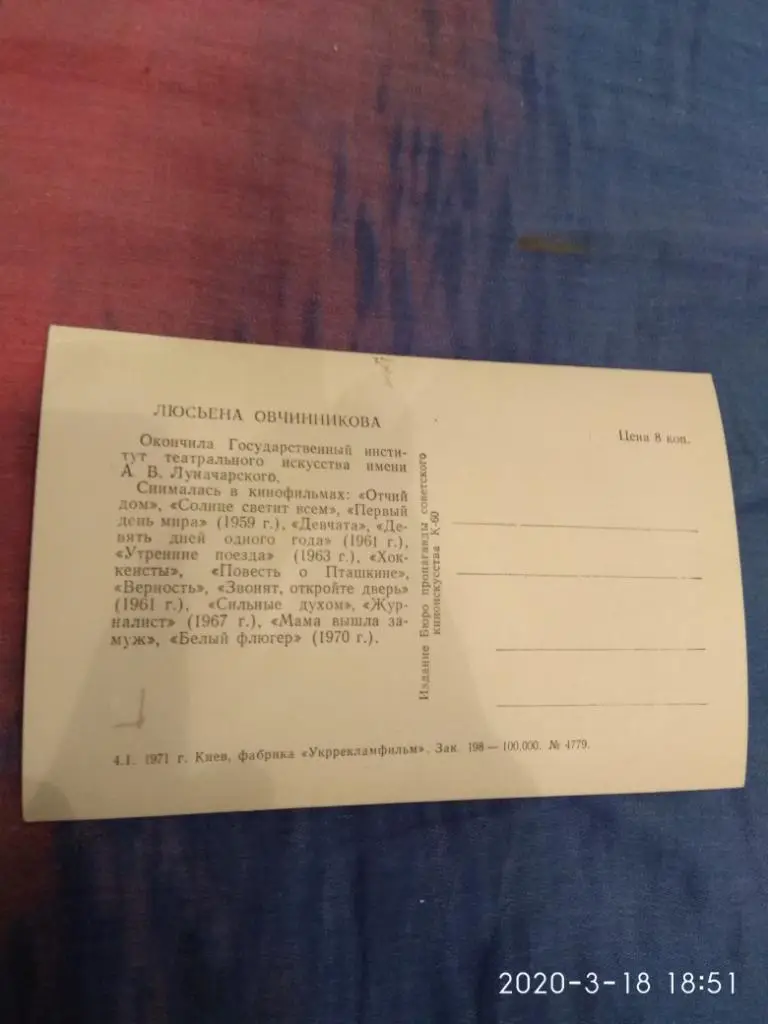 ЛЮСЬЕНА ОВЧИННИКОВА
Окончила Государственный инсти-
тут театрального искусства имени
А. В. Луначарского.
Снималась в кинофильмах: «Отчий
дом», «Солнце светит всем», «Первый
день мира» (1959 г.), «Девчата», «Де-
вять дней одного года» (1961 г.),
«Утренние поезда» (1963 г.), «Хок-
кеисты», «Повесть о Пташкине»,
«Верность», «Звонят, откройте дверь»
(1961 г.), «Сильные духом», «Жур-
налист» (1967 г.), «Мама вышла за-
муж», «Белый флюгер» (1970 г.).
4.I. 1971 г. Киев, фабрика «Укррекламфильм». Зак. 198 — 100,000. № 4779.
Издание Бюро пропаганды советского
киноискусства К-60
Цена 8 коп.
2020-3-18 18:51